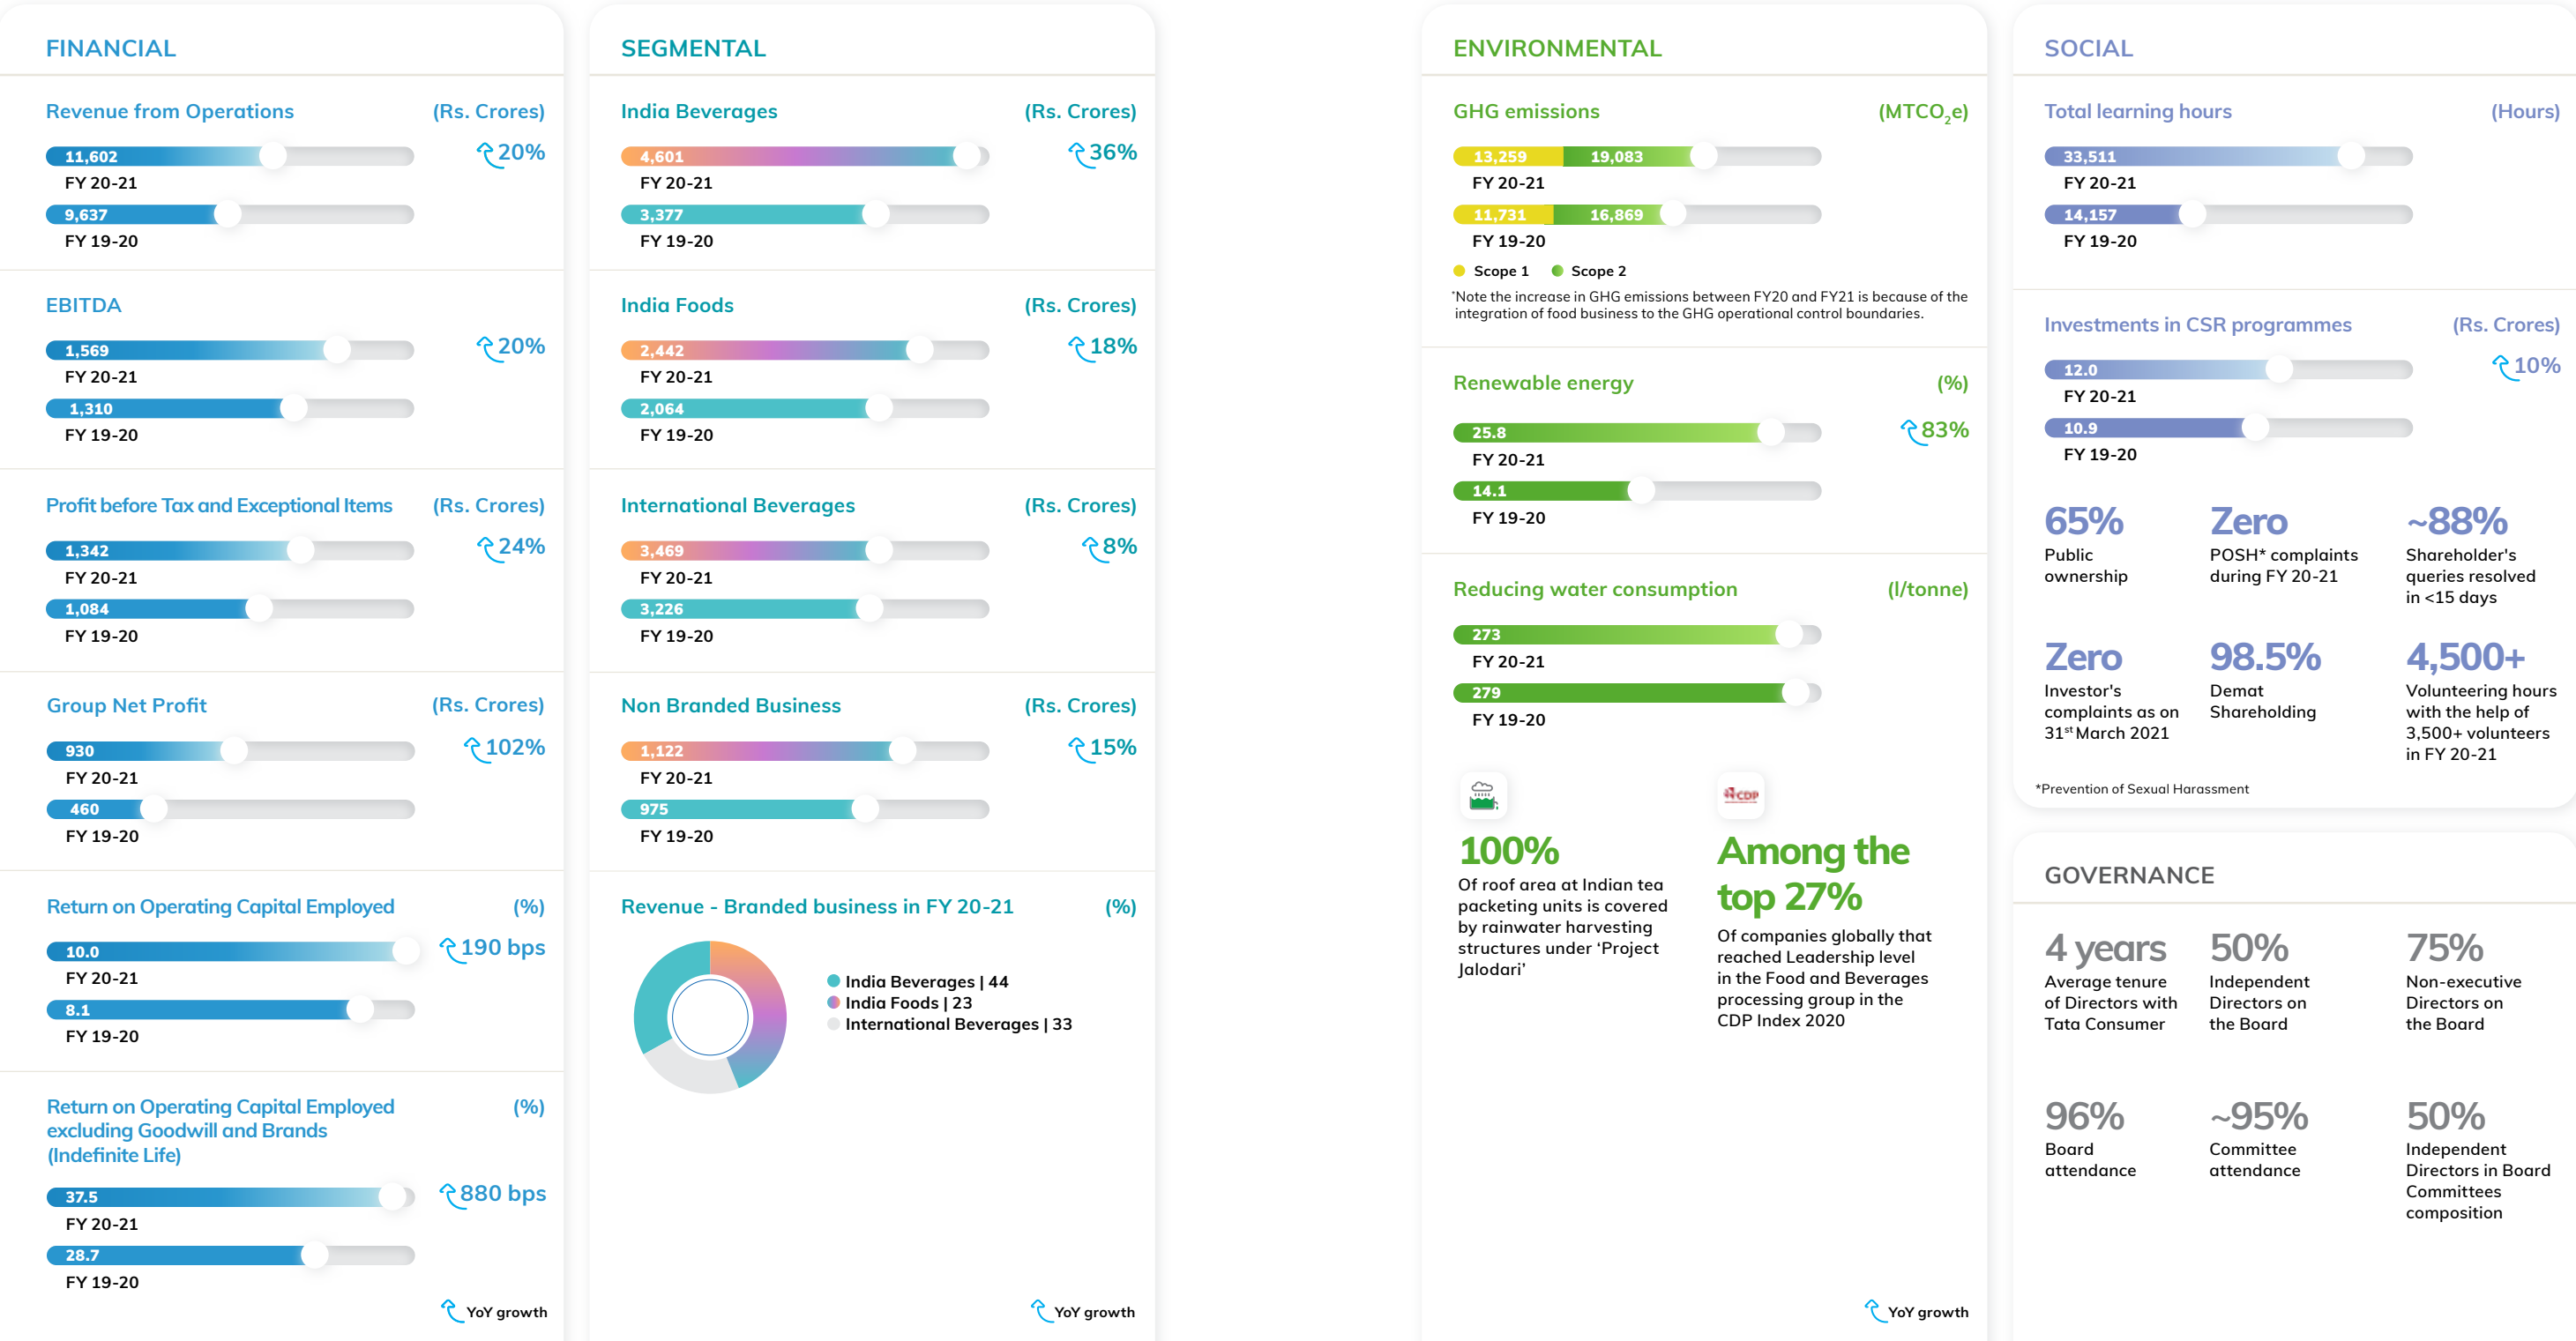 FINANCIAL
Revenue from Operations (Rs. Crores)
11,602 20%
FY 20-21
9,637
FY 19-20
EBITDA
1,569 20%
FY 20-21
1,310
FY 19-20
Profit before Tax and Exceptional Items (Rs. Crores)
1,342 24%
FY 20-21
1,084
FY 19-20
Group Net Profit (Rs. Crores)
930 102%
FY 20-21
460
FY 19-20
Return on Operating Capital Employed (%)
10.0 190 bps
FY 20-21
8.1
FY 19-20
Return on Operating Capital Employed (%)
excluding Goodwill and Brands
(Indefinite Life)
37.5 880 bps
FY 20-21
28.7
FY 19-20
YoY growth
SEGMENTAL
India Beverages (Rs. Crores)
4,601 36%
FY 20-21
3,377
FY 19-20
India Foods (Rs. Crores)
2,442 18%
FY 20-21
2,064
FY 19-20
International Beverages (Rs. Crores)
3,469 8%
FY 20-21
3,226
FY 19-20
Non Branded Business (Rs. Crores)
1,122 15%
FY 20-21
975
FY 19-20
Revenue - Branded business in FY 20-21 (%)
India Beverages | 44
India Foods | 23
International Beverages | 33
YoY growth
ENVIRONMENTAL
GHG emissions (MTCO₂e)
13,259 19,083
FY 20-21
11,731 16,869
FY 19-20
Scope 1 Scope 2
*Note the increase in GHG emissions between FY20 and FY21 is because of the
integration of food business to the GHG operational control boundaries.
Renewable energy (%)
25.8 83%
FY 20-21
14.1
FY 19-20
Reducing water consumption (l/tonne)
273
FY 20-21
279
FY 19-20
CDP
100%
Of roof area at Indian tea
packeting units is covered
by rainwater harvesting
structures under ‘Project
Jalodari’
Among the
top 27%
Of companies globally that
reached Leadership level
in the Food and Beverages
processing group in the
CDP Index 2020
YoY growth
SOCIAL
Total learning hours (Hours)
33,511
FY 20-21
14,157
FY 19-20
Investments in CSR programmes (Rs. Crores)
12.0 10%
FY 20-21
10.9
FY 19-20
65%
Public
ownership
Zero
POSH* complaints
during FY 20-21
~88%
Shareholder's
queries resolved
in <15 days
Zero
Investor's
complaints as on
31st March 2021
98.5%
Demat
Shareholding
4,500+
Volunteering hours
with the help of
3,500+ volunteers
in FY 20-21
*Prevention of Sexual Harassment
GOVERNANCE
4 years
Average tenure
of Directors with
Tata Consumer
50%
Independent
Directors on
the Board
75%
Non-executive
Directors on
the Board
96%
Board
attendance
~95%
Committee
attendance
50%
Independent
Directors in Board
Committees
composition